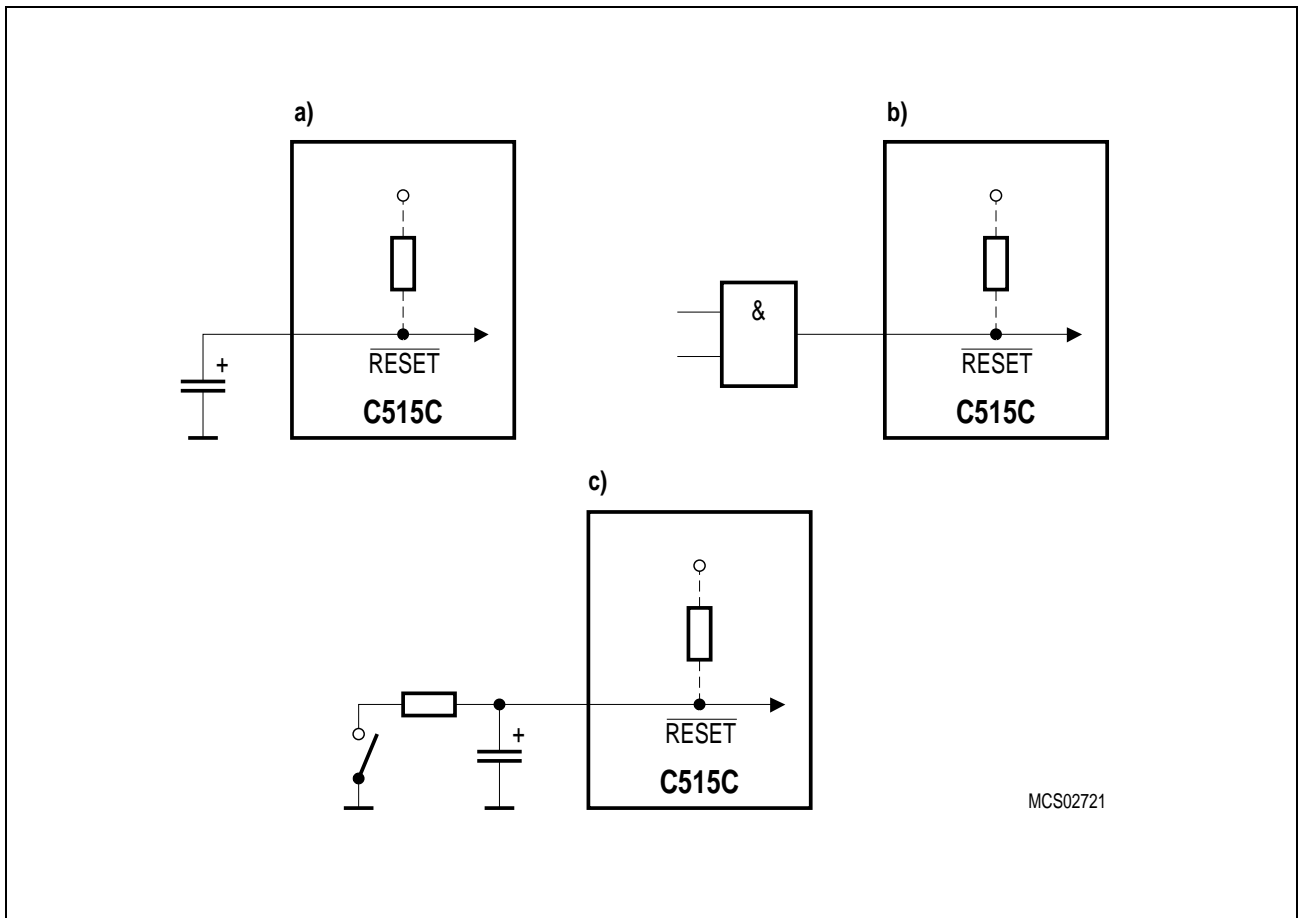 a)
+
RESET
C515C
b)
&
RESET
C515C
c)
+
RESET
C515C
MCS02721